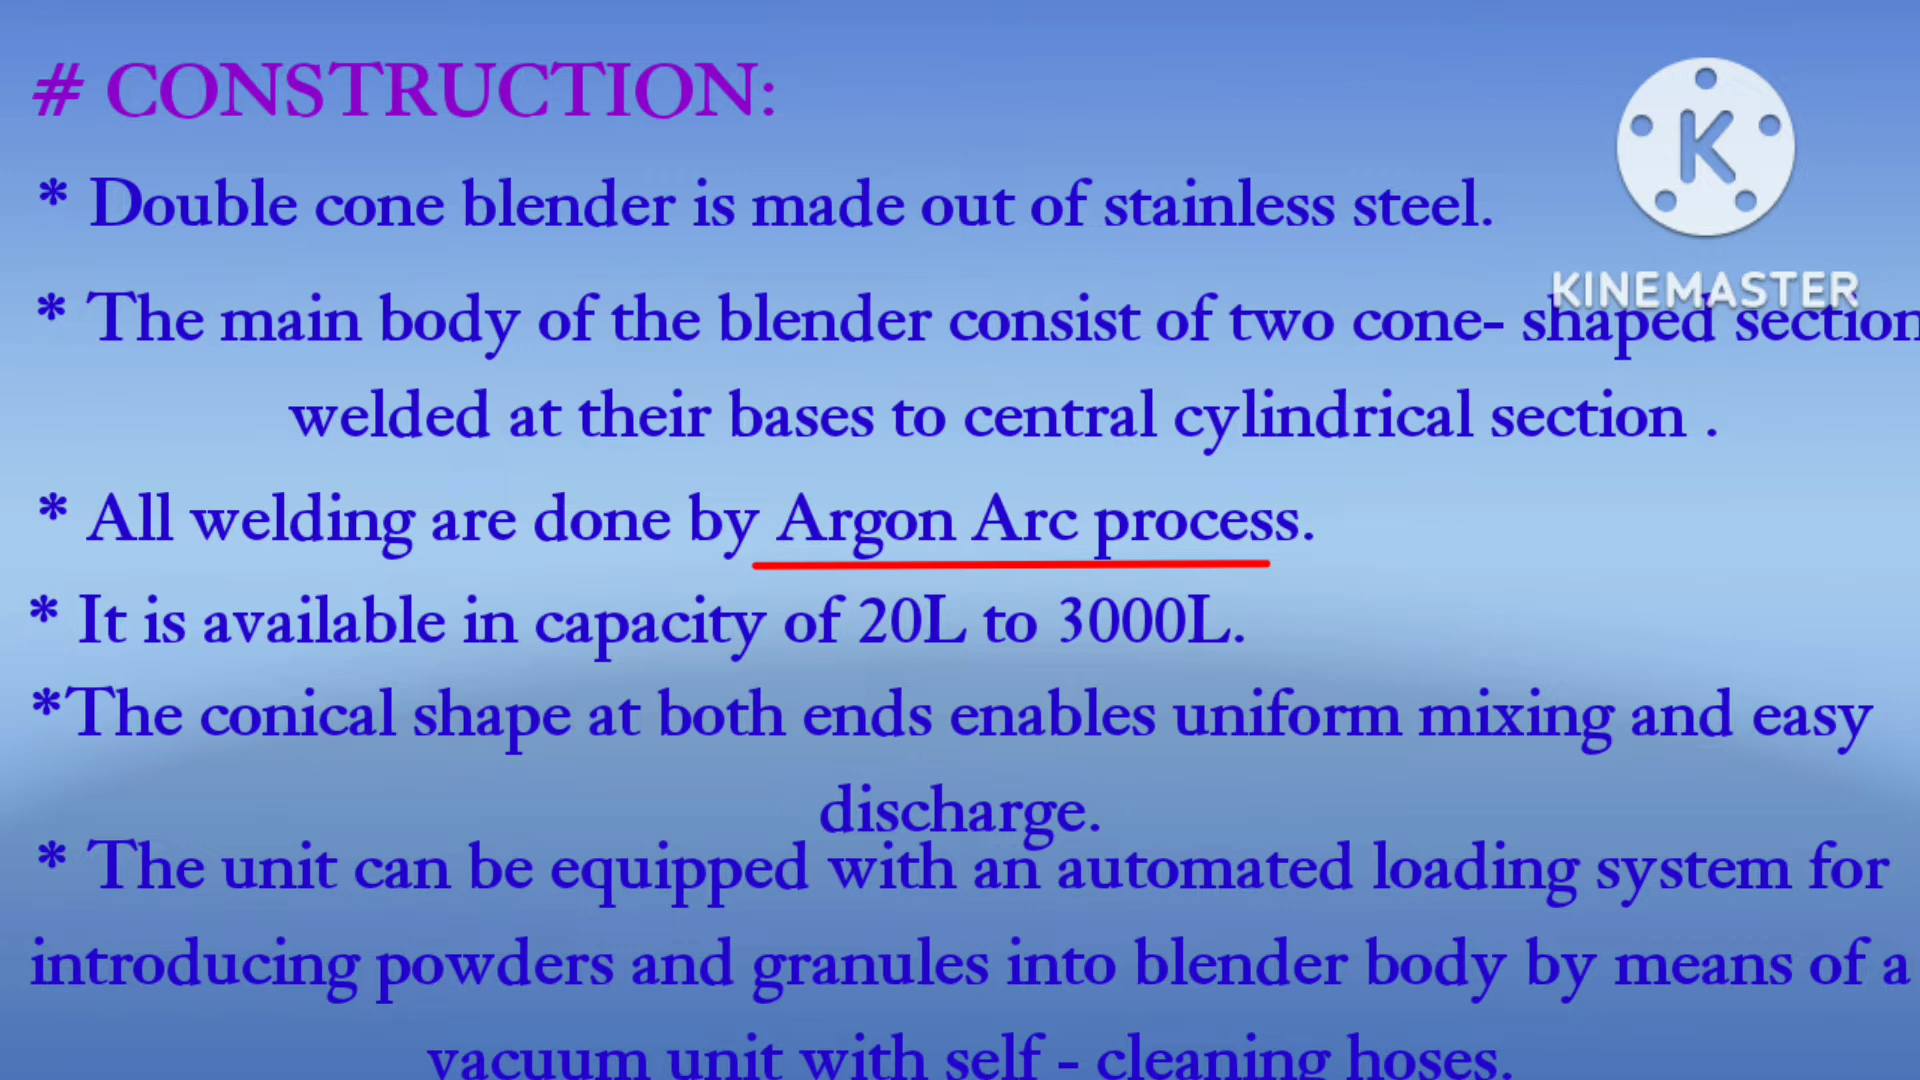 # CONSTRUCTION:
* Double cone blender is made out of stainless steel.
K
KINEMASTER
* The main body of the blender consist of two cone- shaped section
welded at their bases to central cylindrical section .
* All welding are done by Argon Arc process.
* It is available in capacity of 20L to 3000L.
*The conical shape at both ends enables uniform mixing and easy
discharge.
* The unit can be equipped with an automated loading system for
introducing powders and granules into blender body by means of a
vacuum unit with self - cleaning hoses.